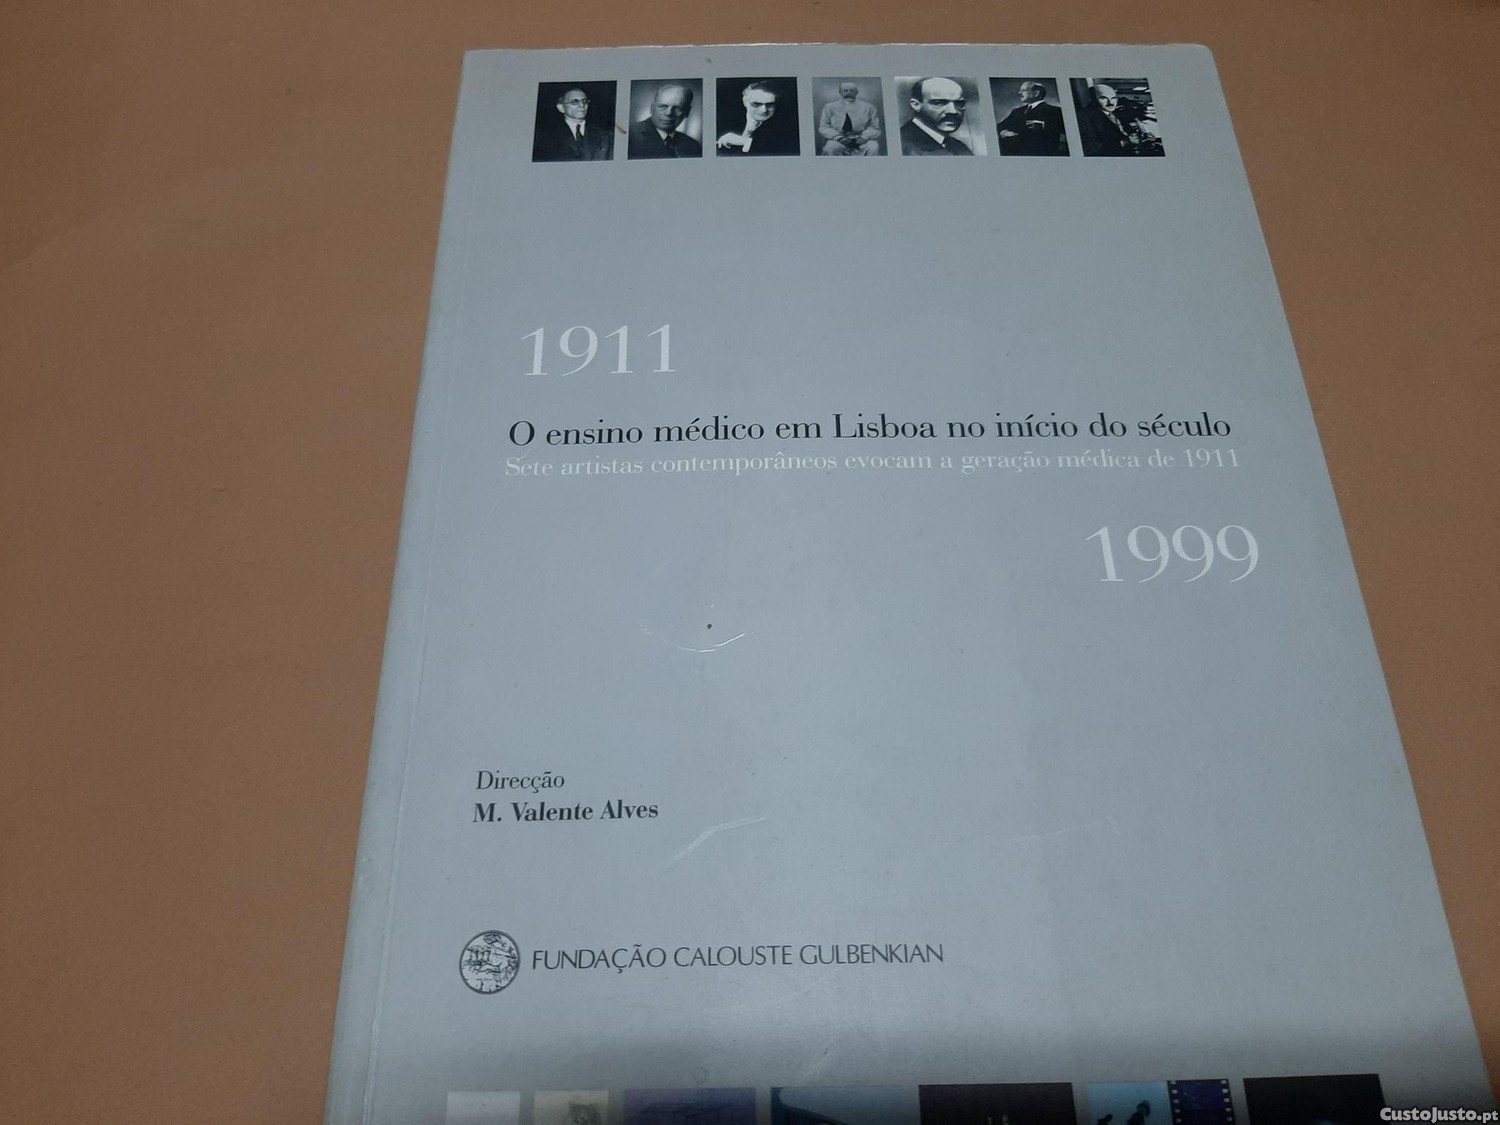 1911
O ensino médico em Lisboa no início do século
Sete artistas contemporâneos evocam a geração médica de 1911
1999
Direcção
M. Valente Alves
FUNDAÇÃO CALOUSTE GULBENKIAN
CustoJusto.pt